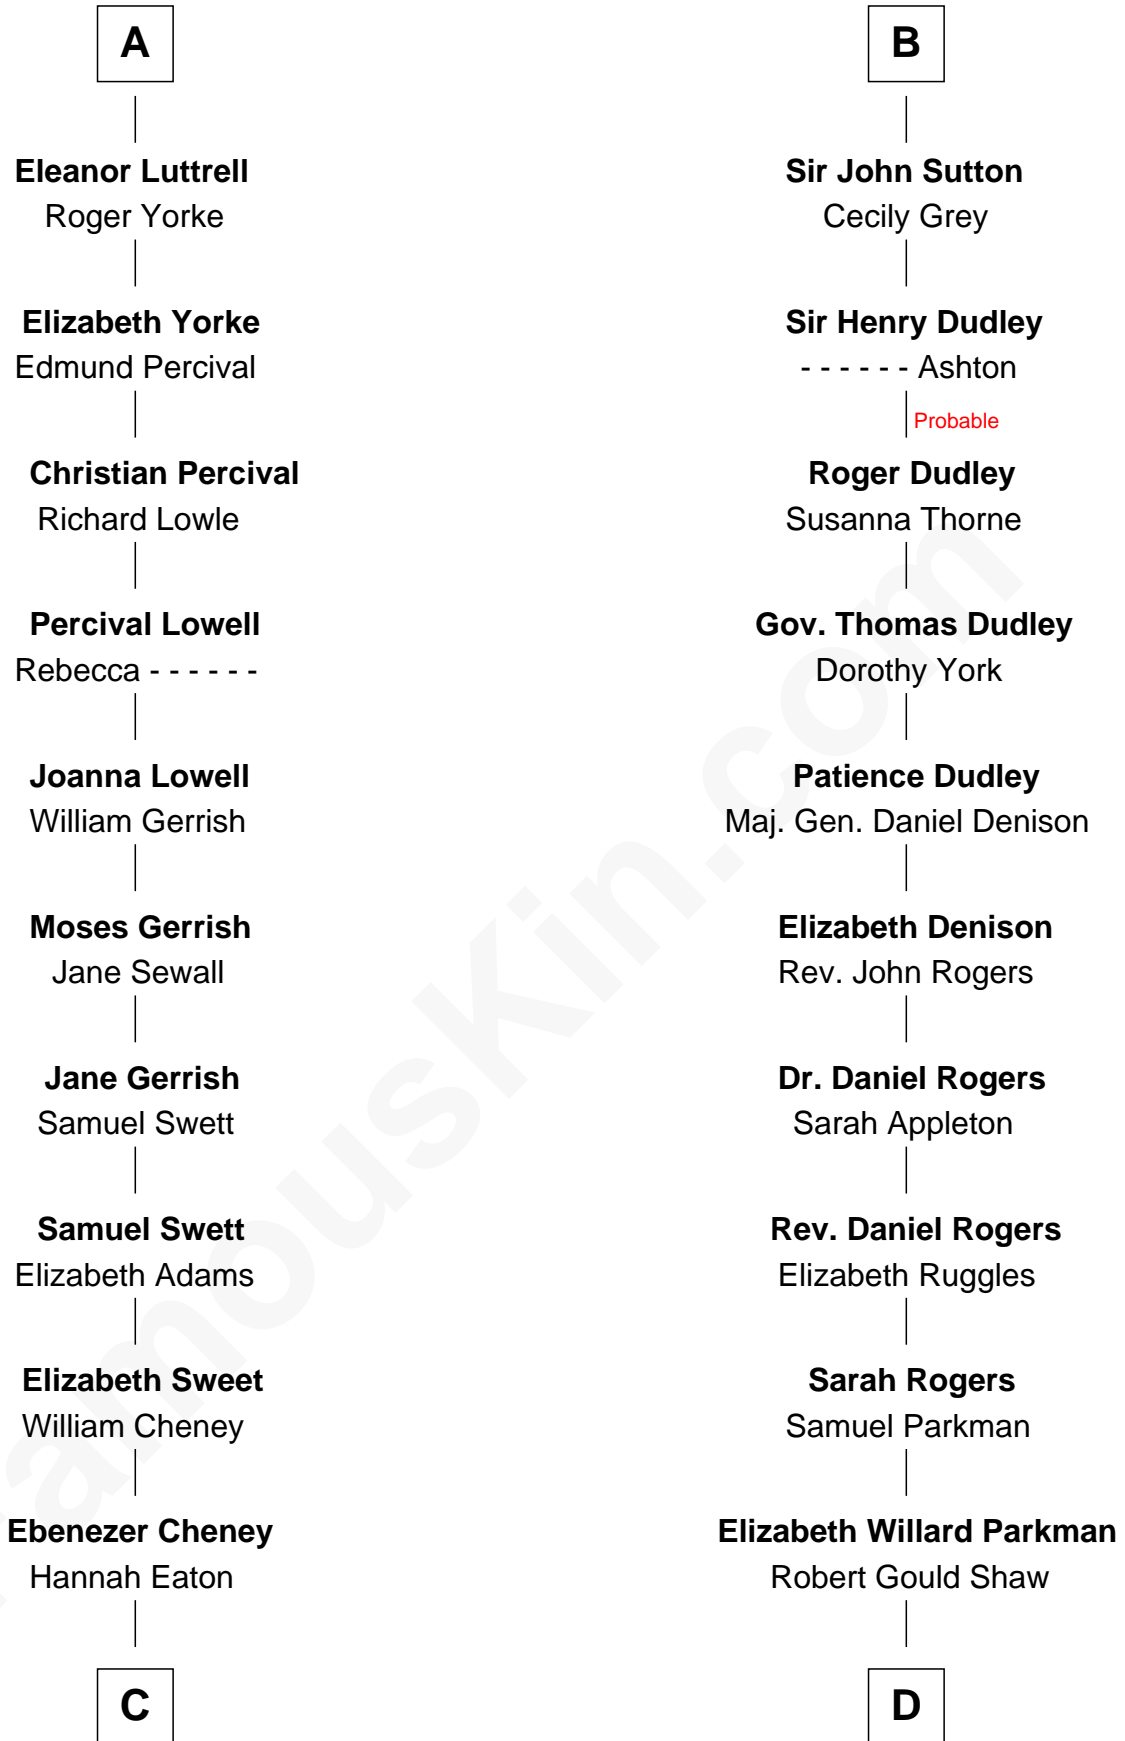 A
Eleanor Luttrell
Roger Yorke
Elizabeth Yorke
Edmund Percival
Christian Percival
Richard Lowle
Percival Lowell
Rebecca - - - - - -
Joanna Lowell
William Gerrish
Moses Gerrish
Jane Sewall
Jane Gerrish
Samuel Swett
Samuel Swett
Elizabeth Adams
Elizabeth Sweet
William Cheney
Ebenezer Cheney
Hannah Eaton
C
B
Sir John Sutton
Cecily Grey
Sir Henry Dudley
- - - - - - Ashton
Probable
Roger Dudley
Susanna Thorne
Gov. Thomas Dudley
Dorothy York
Patience Dudley
Maj. Gen. Daniel Denison
Elizabeth Denison
Rev. John Rogers
Dr. Daniel Rogers
Sarah Appleton
Rev. Daniel Rogers
Elizabeth Ruggles
Sarah Rogers
Samuel Parkman
Elizabeth Willard Parkman
Robert Gould Shaw
D
FamousKin.com